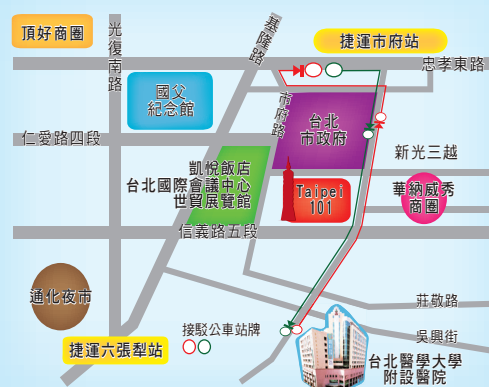 頂好商圈
光復南路
基隆路
捷運市府站
忠孝東路
國父
紀念館
市府路
台北
市政府
仁愛路四段
新光三越
凱悅飯店
台北國際會議中心
世貿展覽館
Taipei
101
華納威秀
商圈
信義路五段
通化夜市
莊敬路
接駁公車站牌
吳興街
捷運六張犁站
台北醫學大學
附設醫院